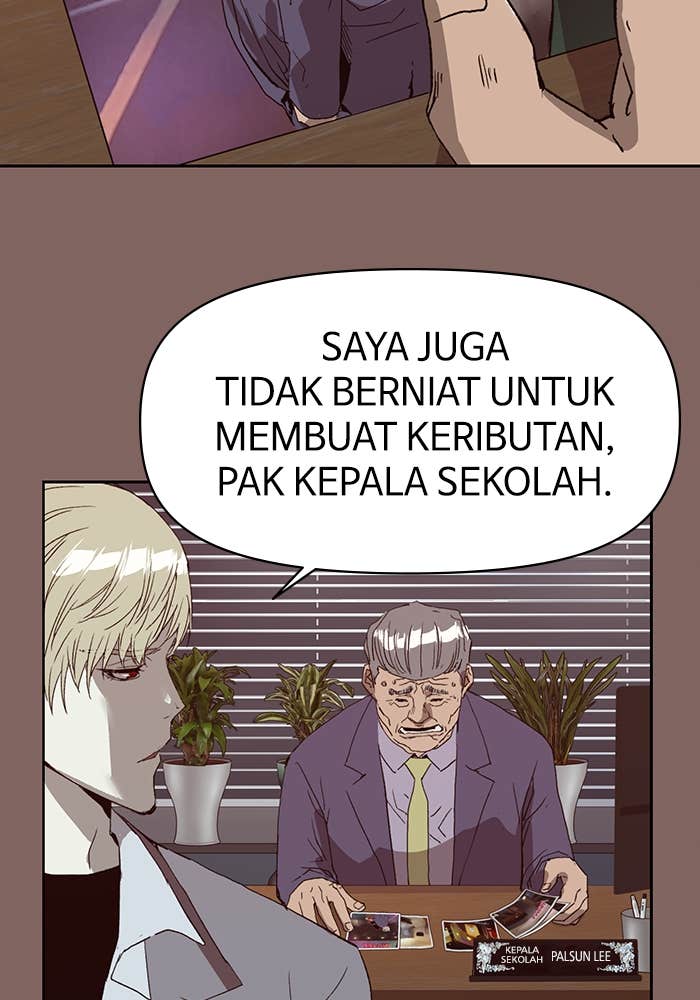 SAYA JUGA
TIDAK BERNIAT UNTUK
MEMBUAT KERIBUTAN,
PAK KEPALA SEKOLAH.
KEPALA
SEKOLAH PALSUN LEE